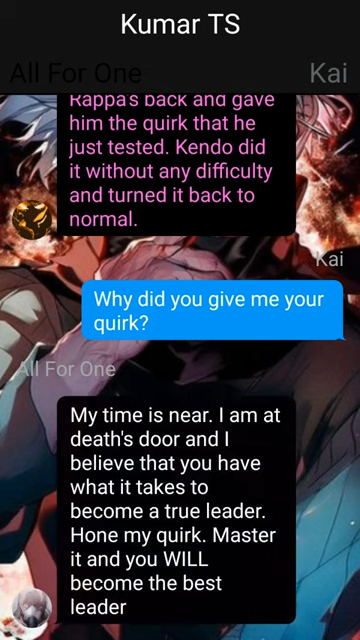 Kumar TS
All For One
Kai
Rappa's back and gave
him the quirk that he
just tested. Kendo did
it without any difficulty
and turned it back to
normal.
Kai
Why did you give me your
quirk?
All For One
My time is near. I am at
death's door and I
believe that you have
what it takes to
become a true leader.
Hone my quirk. Master
it and you WILL
become the best
leader